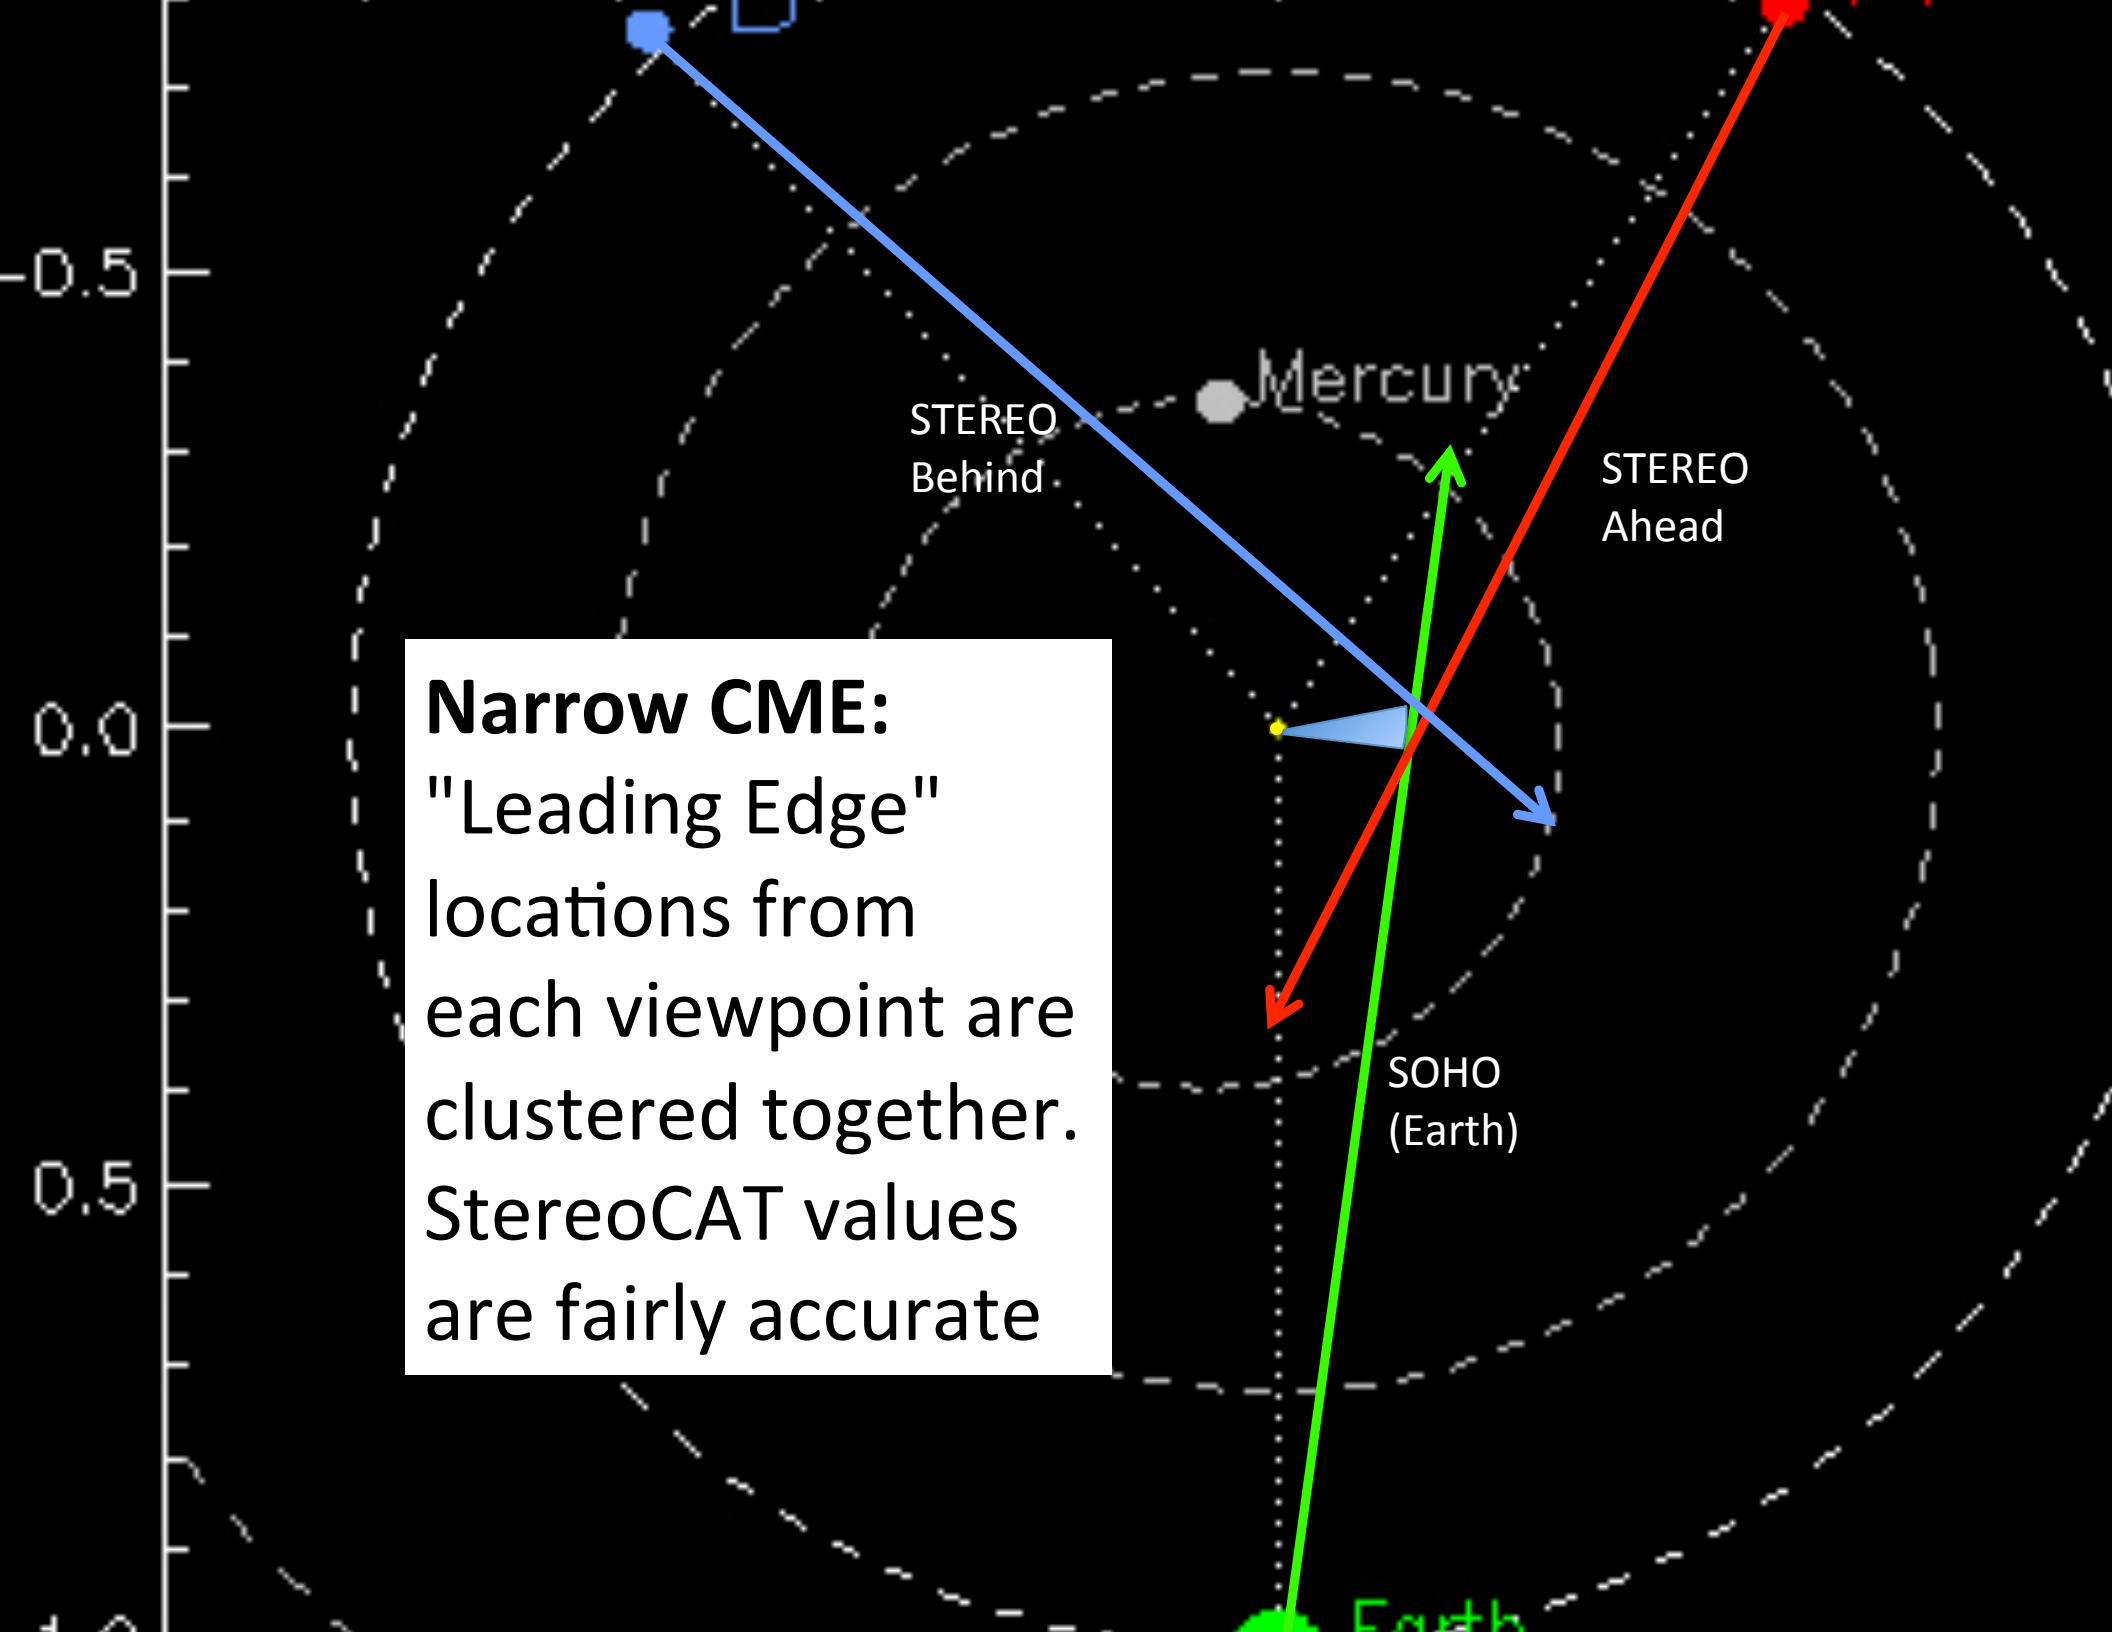 -0.5
Mercury
STEREO
Behind
STEREO
Ahead
0.0
Narrow CME:
"Leading Edge"
locations from
each viewpoint are
clustered together.
StereoCAT values
are fairly accurate
SOHO
(Earth)
0.5
Earth